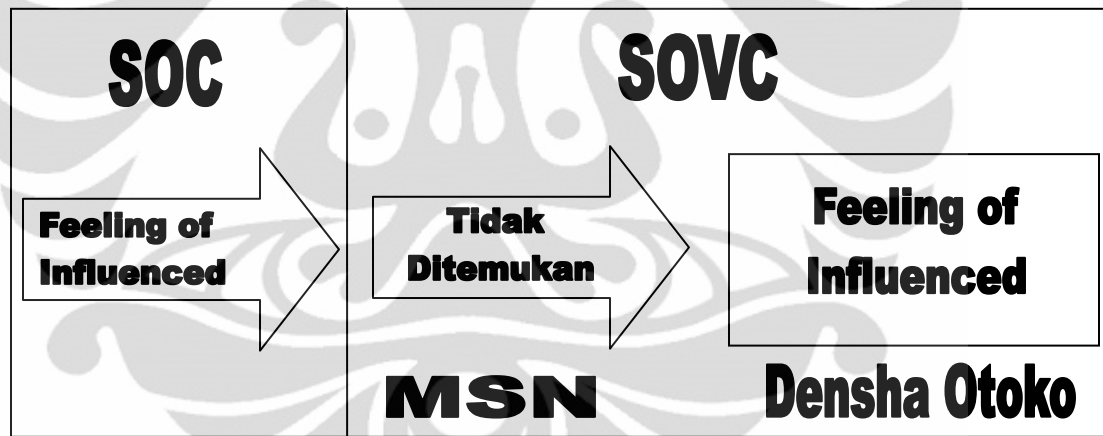 SOC
SOVC
Feeling of
Influenced
Tidak
Ditemukan
Feeling of
Influenced
MSN
Densha Otoko